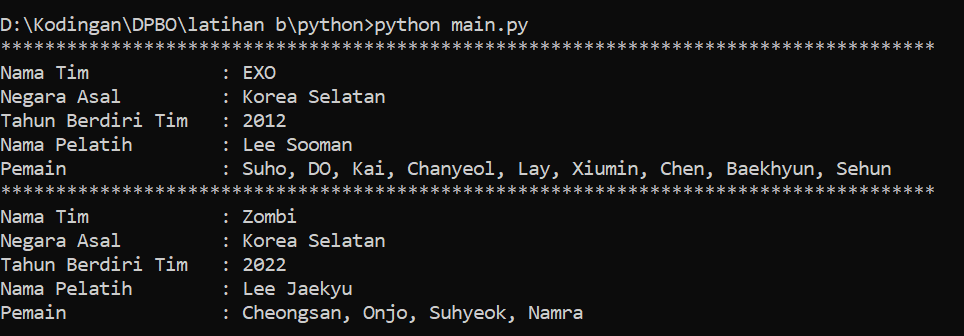 D:\Kodingan\DPBO\latihan b\python>python main.py
*************************************************************************************
Nama Tim            : EXO
Negara Asal         : Korea Selatan
Tahun Berdiri Tim   : 2012
Nama Pelatih        : Lee Sooman
Pemain              : Suho, DO, Kai, Chanyeol, Lay, Xiumin, Chen, Baekhyun, Sehun
*************************************************************************************
Nama Tim            : Zombi
Negara Asal         : Korea Selatan
Tahun Berdiri Tim   : 2022
Nama Pelatih        : Lee Jaekyu
Pemain              : Cheongsan, Onjo, Suhyeok, Namra